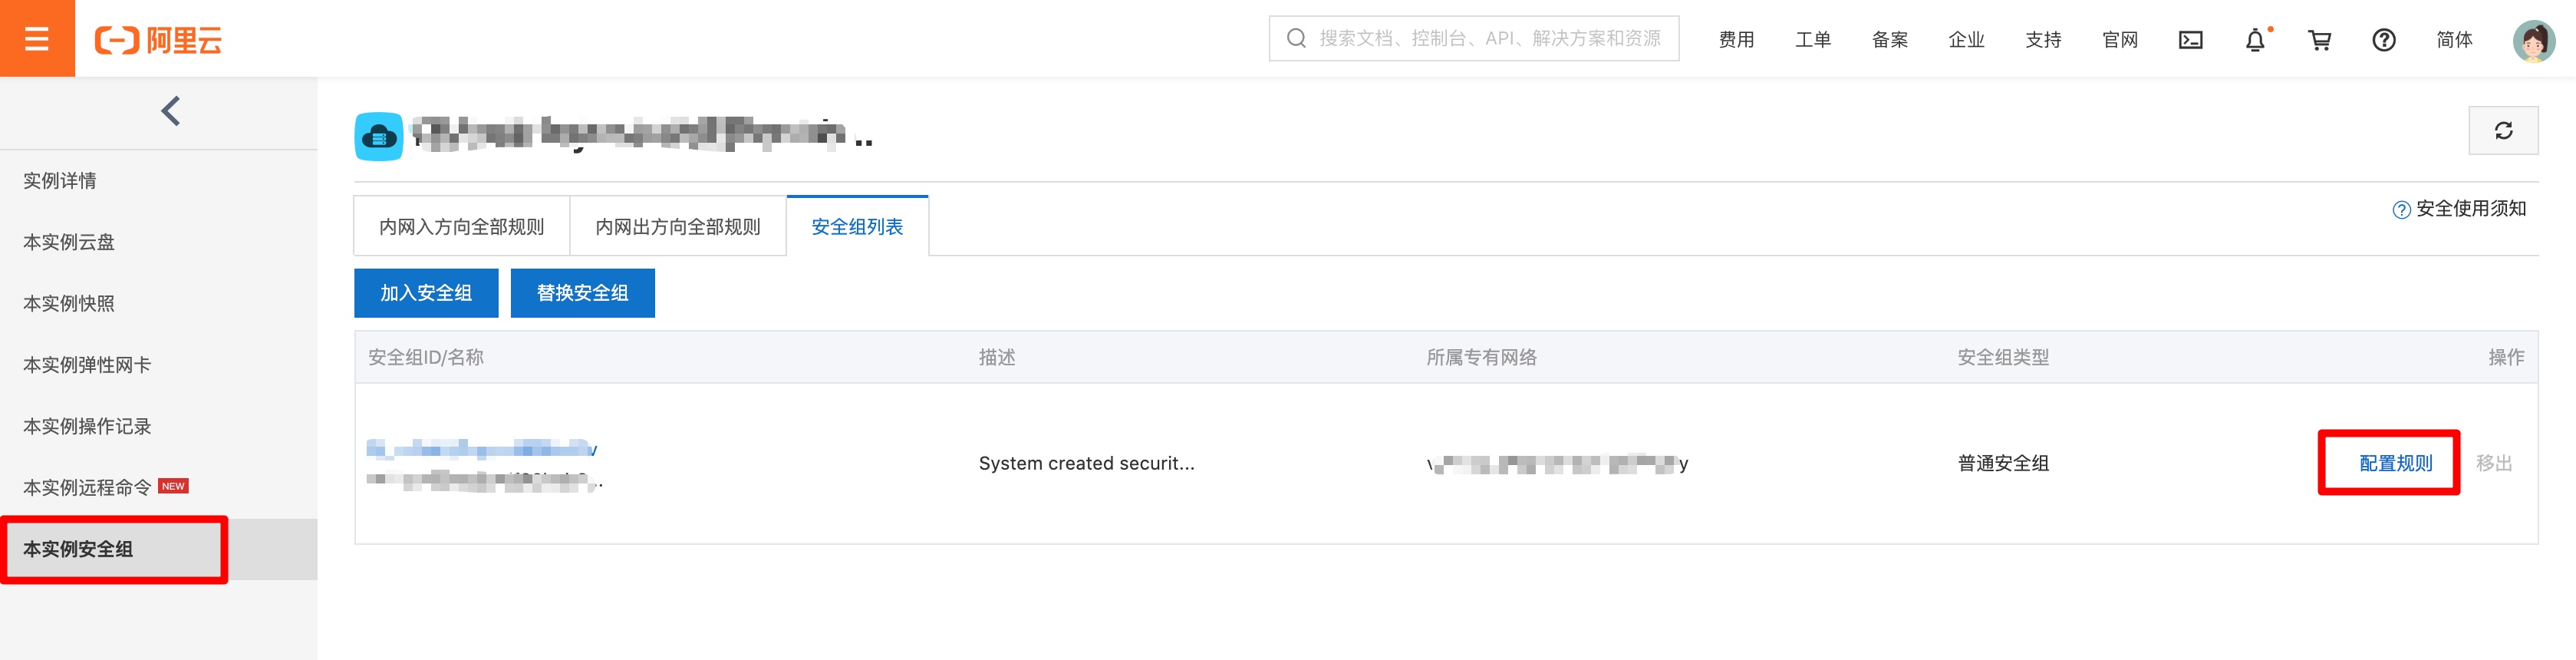 阿里云
搜索文档、控制台、API、解决方案和资源
费用 工单 备案 企业 支持 官网 简体
实例详情
本实例云盘
本实例快照
本实例弹性网卡
本实例操作记录
本实例远程命令 NEW
本实例安全组
内网入方向全部规则 内网出方向全部规则 安全组列表
安全使用须知
加入安全组 替换安全组
安全组ID/名称 描述 所属专有网络 安全组类型 操作
System created securit... 普通安全组 配置规则 移出